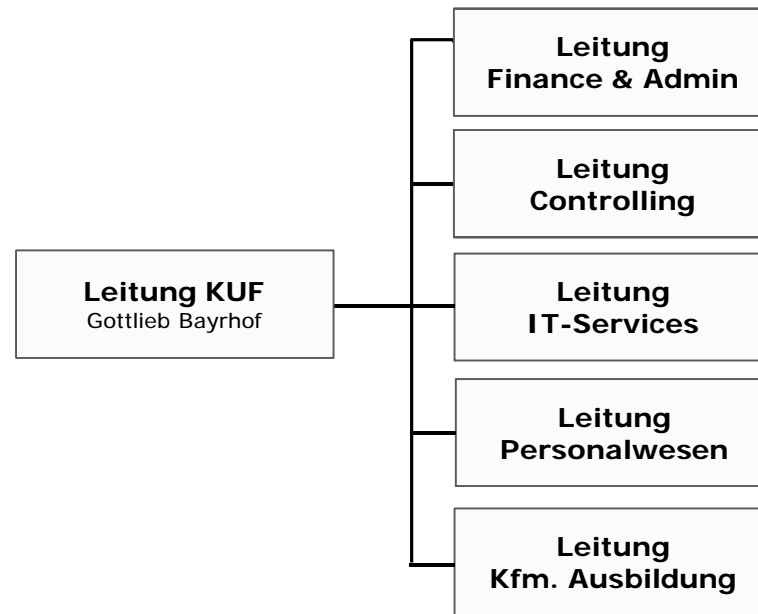 Leitung
Finance & Admin
Leitung
Controlling
Leitung KUF
Gottlieb Bayrhof
Leitung
IT-Services
Leitung
Personalwesen
Leitung
Kfm. Ausbildung